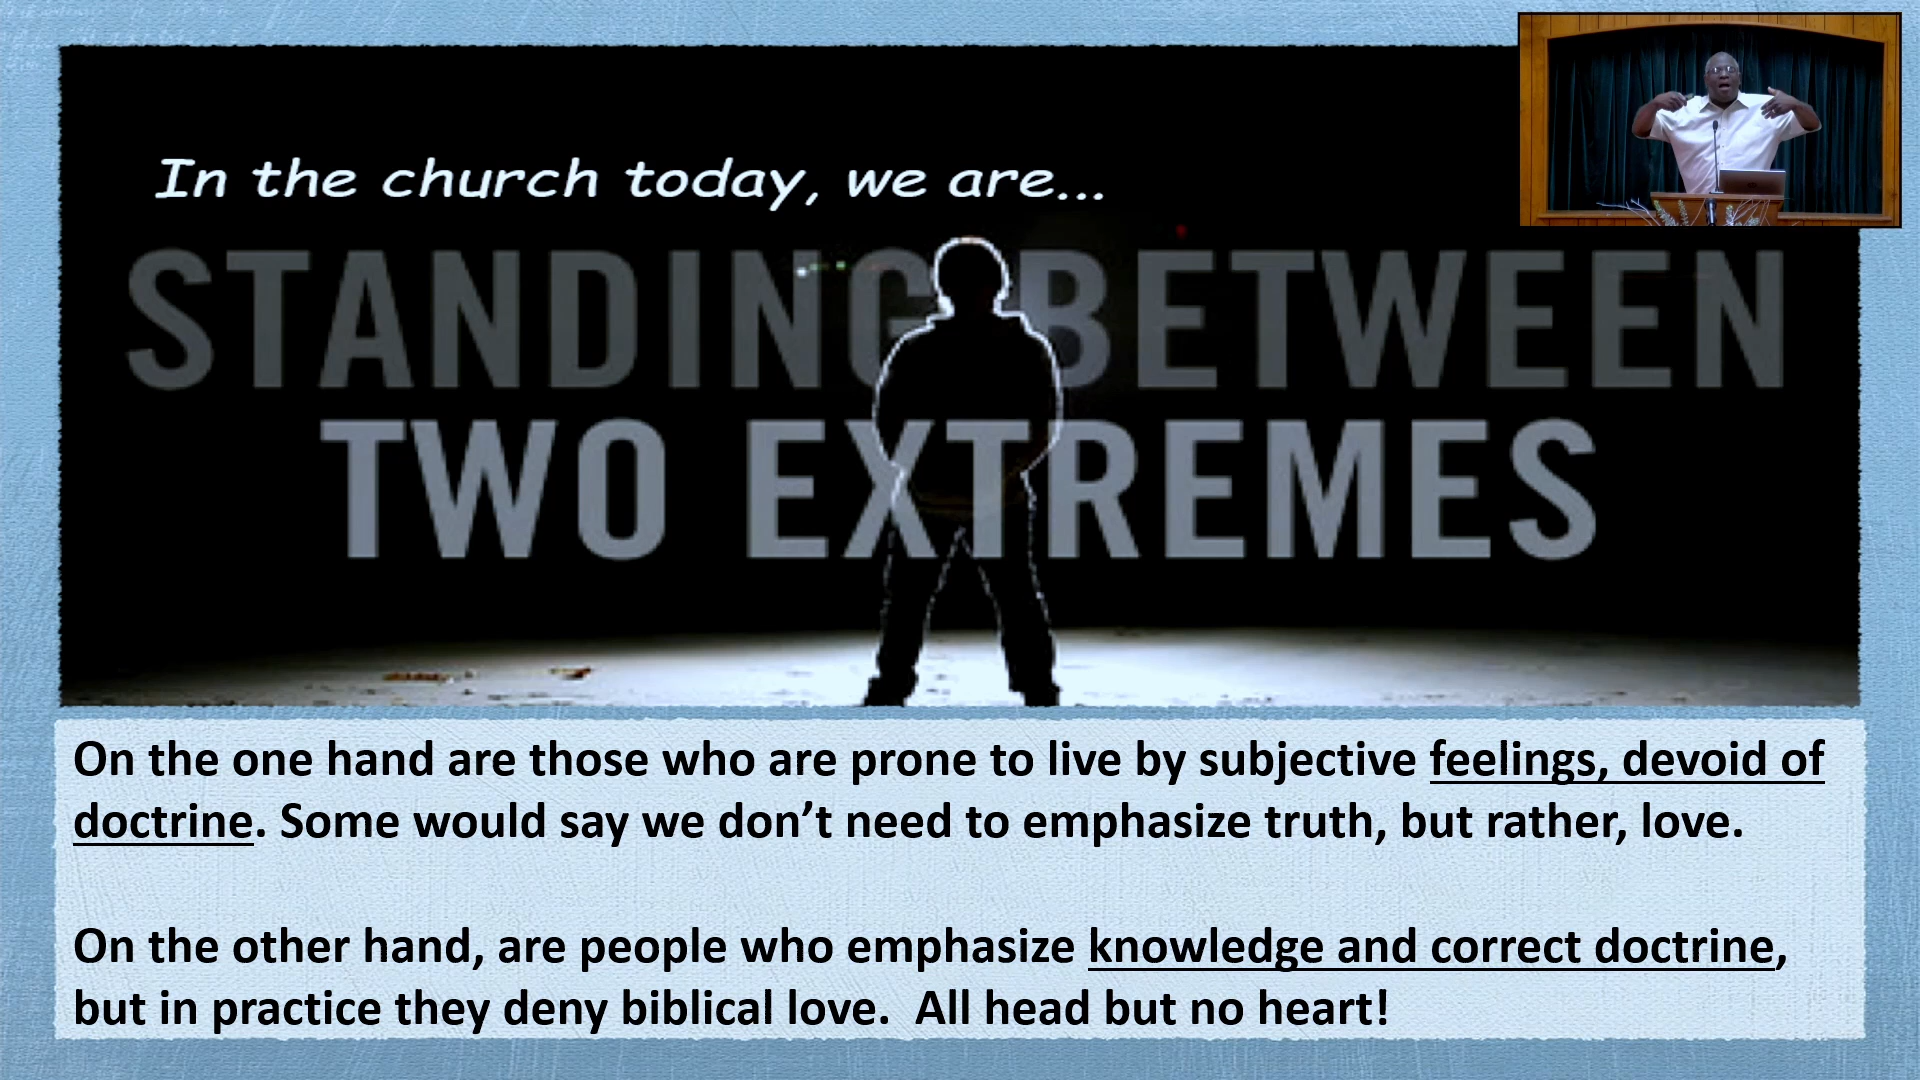 In the church today, we are...
STANDING BETWEEN
TWO EXTREMES
On the one hand are those who are prone to live by subjective feelings, devoid of
doctrine. Some would say we don’t need to emphasize truth, but rather, love.
On the other hand, are people who emphasize knowledge and correct doctrine,
but in practice they deny biblical love.  All head but no heart!